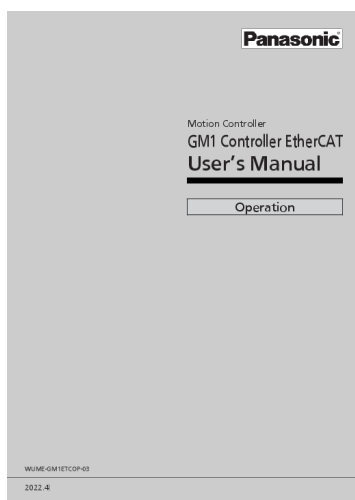 Panasonic
Motion Controller
GM1 Controller EtherCAT
User's Manual
Operation
WUME-GM1ETCOP-03
2022.4